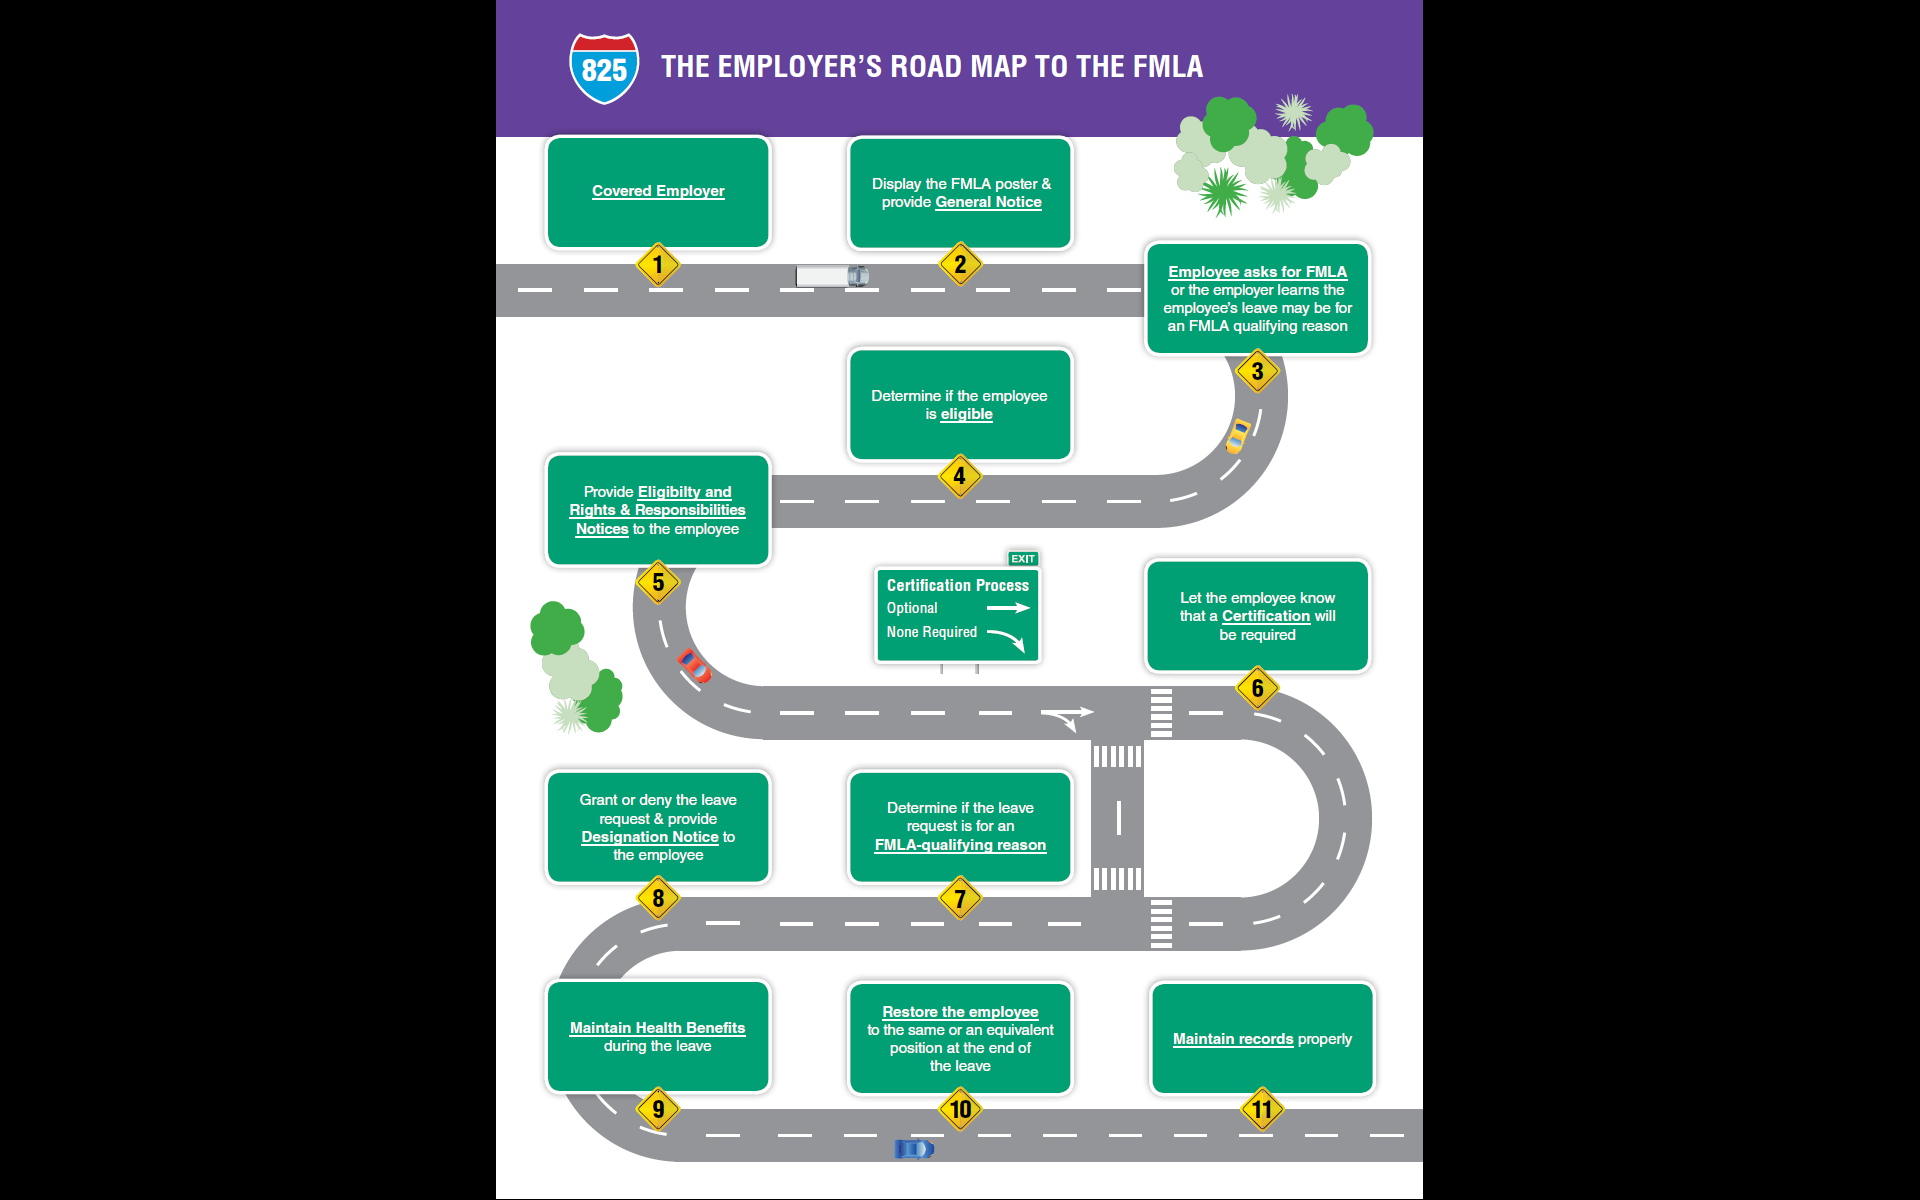 825
THE EMPLOYER'S ROAD MAP TO THE FMLA
Covered Employer
1
Display the FMLA poster &
provide General Notice
2
Employee asks for FMLA
or the employer learns the
employee's leave may be for
an FMLA qualifying reason
3
Determine if the employee
is eligible
4
Provide Eligibilty and
Rights & Responsibilities
Notices to the employee
5
EXIT
Certification Process
Optional
None Required
Let the employee know
that a Certification will
be required
6
Determine if the leave
request is for an
FMLA-qualifying reason
7
Grant or deny the leave
request & provide
Designation Notice to
the employee
8
Maintain Health Benefits
during the leave
9
Restore the employee
to the same or an equivalent
position at the end of
the leave
10
Maintain records properly
11